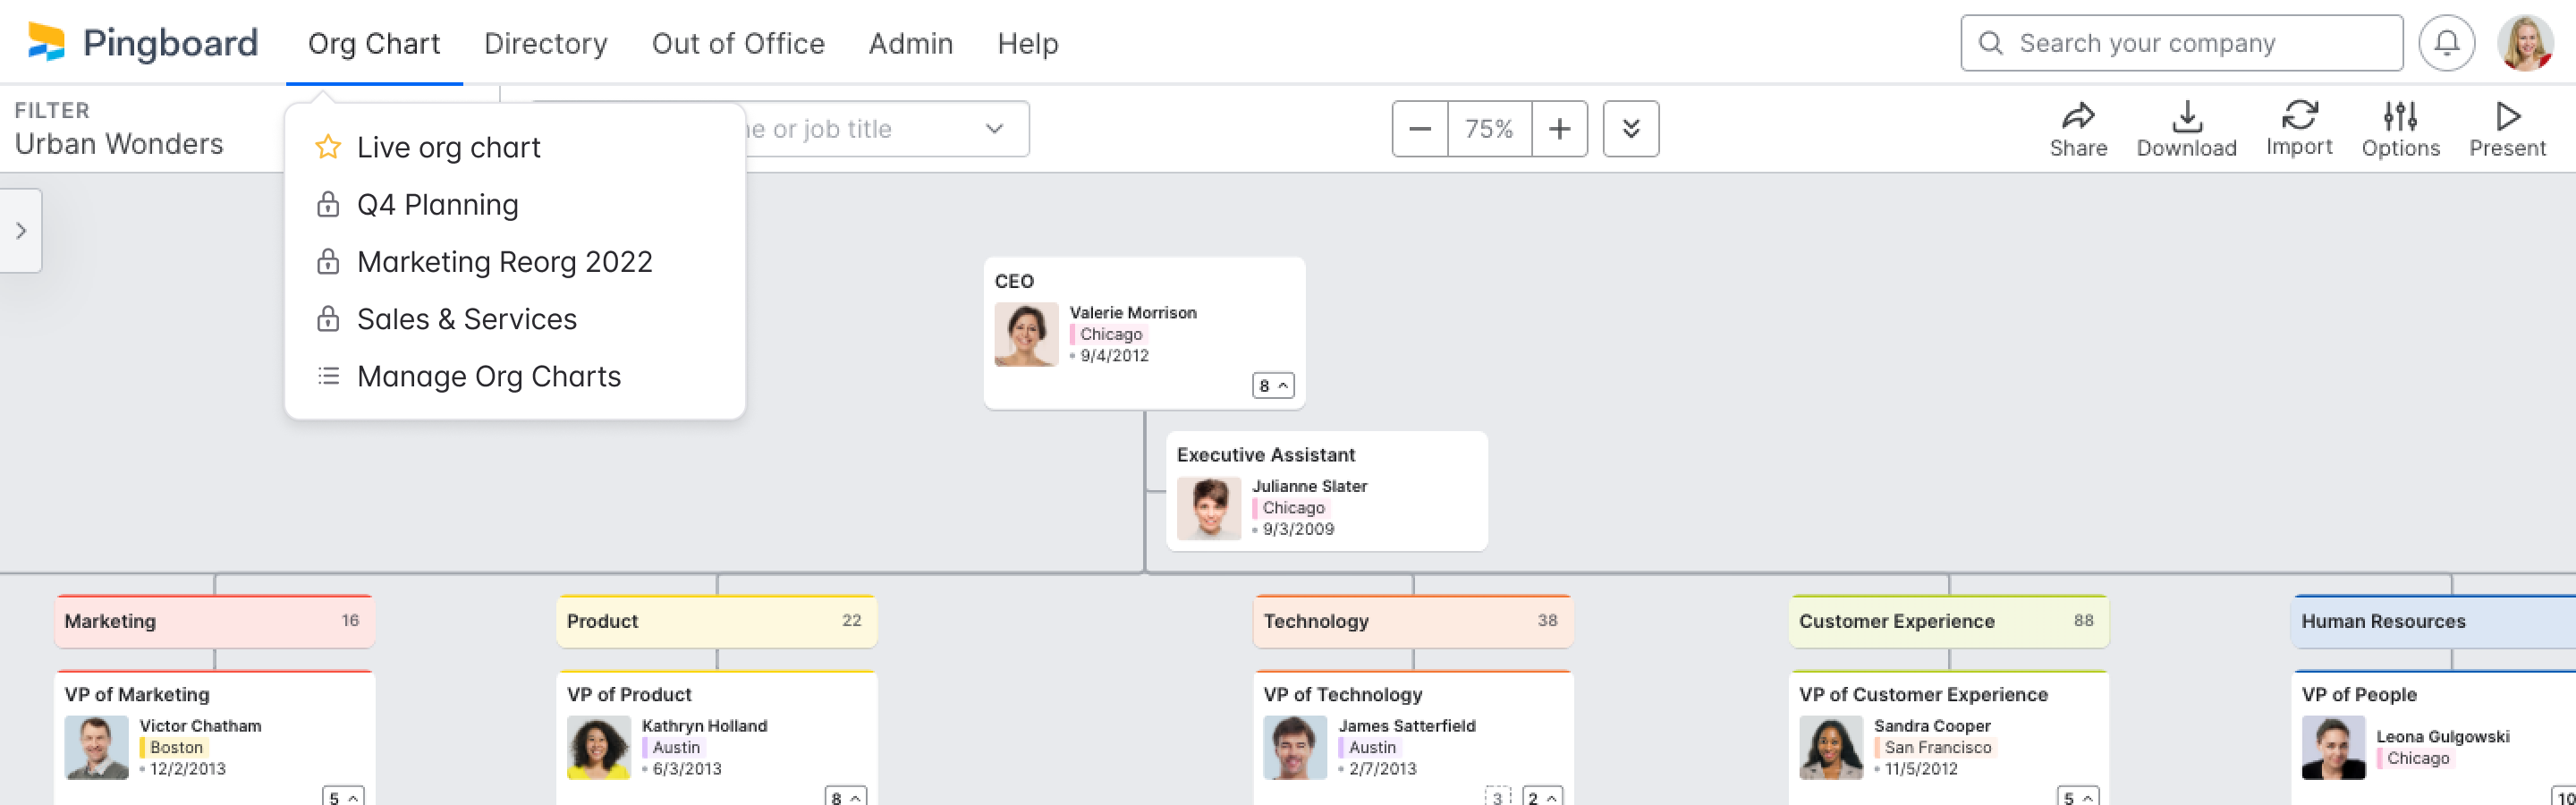 Pingboard
Org Chart
Directory
Out of Office
Admin
Help
Search your company
FILTER
Urban Wonders
or job title
75%
Share
Download
Import
Options
Present
Live org chart
Q4 Planning
Marketing Reorg 2022
Sales & Services
Manage Org Charts
CEO
Valerie Morrison
Chicago
9/4/2012
8
Executive Assistant
Julianne Slater
Chicago
9/3/2009
Marketing 16
Product 22
Technology 38
Customer Experience 88
Human Resources
VP of Marketing
Victor Chatham
Boston
12/2/2013
5
VP of Product
Kathryn Holland
Austin
6/3/2013
8
VP of Technology
James Satterfield
Austin
2/7/2013
3 2
VP of Customer Experience
Sandra Cooper
San Francisco
11/5/2012
5
VP of People
Leona Gulgowski
Chicago
10